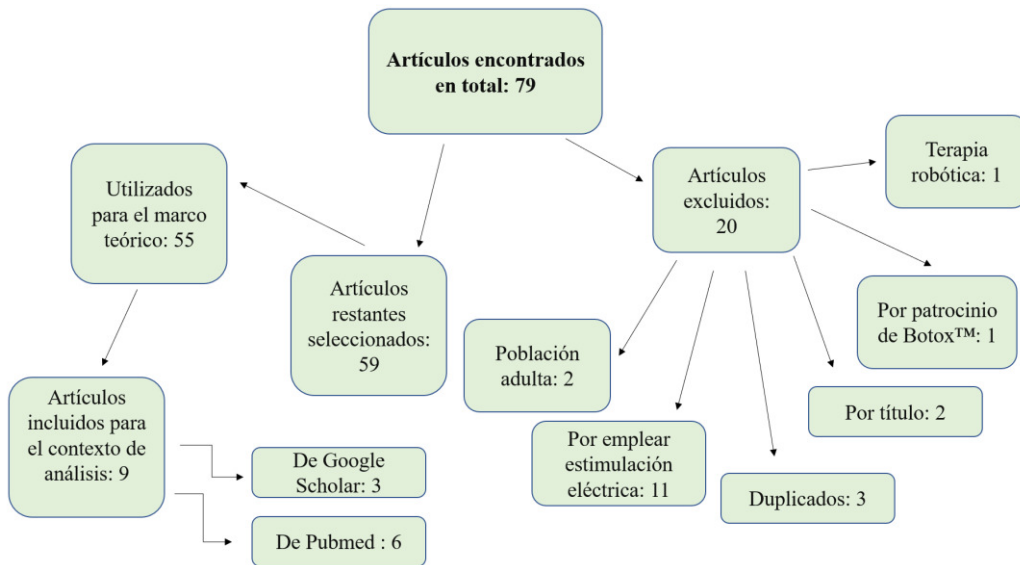 Artículos encontrados
en total: 79
Utilizados
para el marco
teórico: 55
Artículos
excluidos:
20
Terapia
robótica: 1
Artículos
restantes
seleccionados:
59
Por patrocinio
de Botox™: 1
Población
adulta: 2
Por título: 2
Artículos
incluidos para
el contexto de
análisis: 9
De Google
Scholar: 3
Por emplear
estimulación
eléctrica: 11
Duplicados: 3
De Pubmed : 6